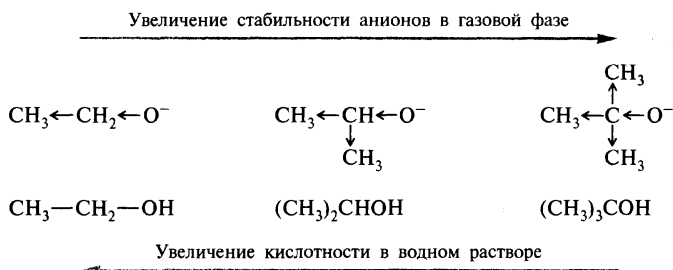 Увеличение стабильности анионов в газовой фазе
CH₃
CH₃←CH₂←O⁻ CH₃←CH←O⁻ CH₃←C←O⁻
CH₃ CH₃
CH₃—CH₂—OH (CH₃)₂CHOH (CH₃)₃COH
Увеличение кислотности в водном растворе